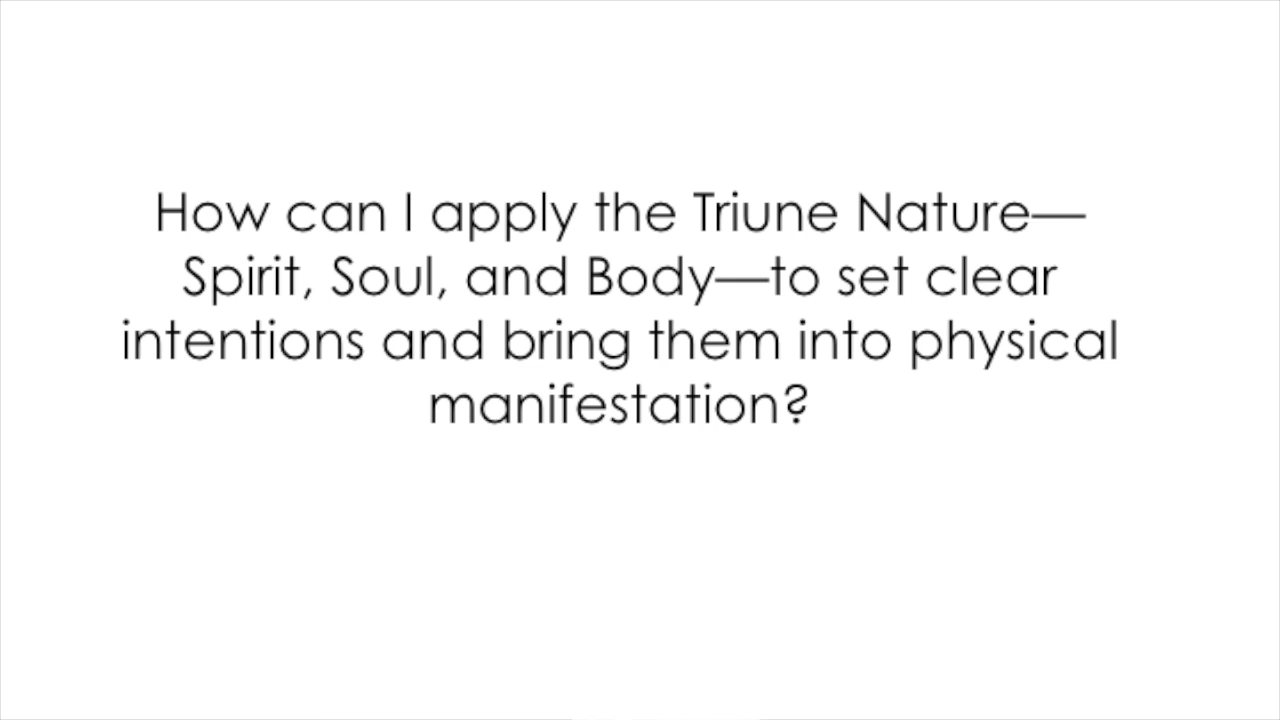 How can I apply the Triune Nature—
Spirit, Soul, and Body—to set clear
intentions and bring them into physical
manifestation?